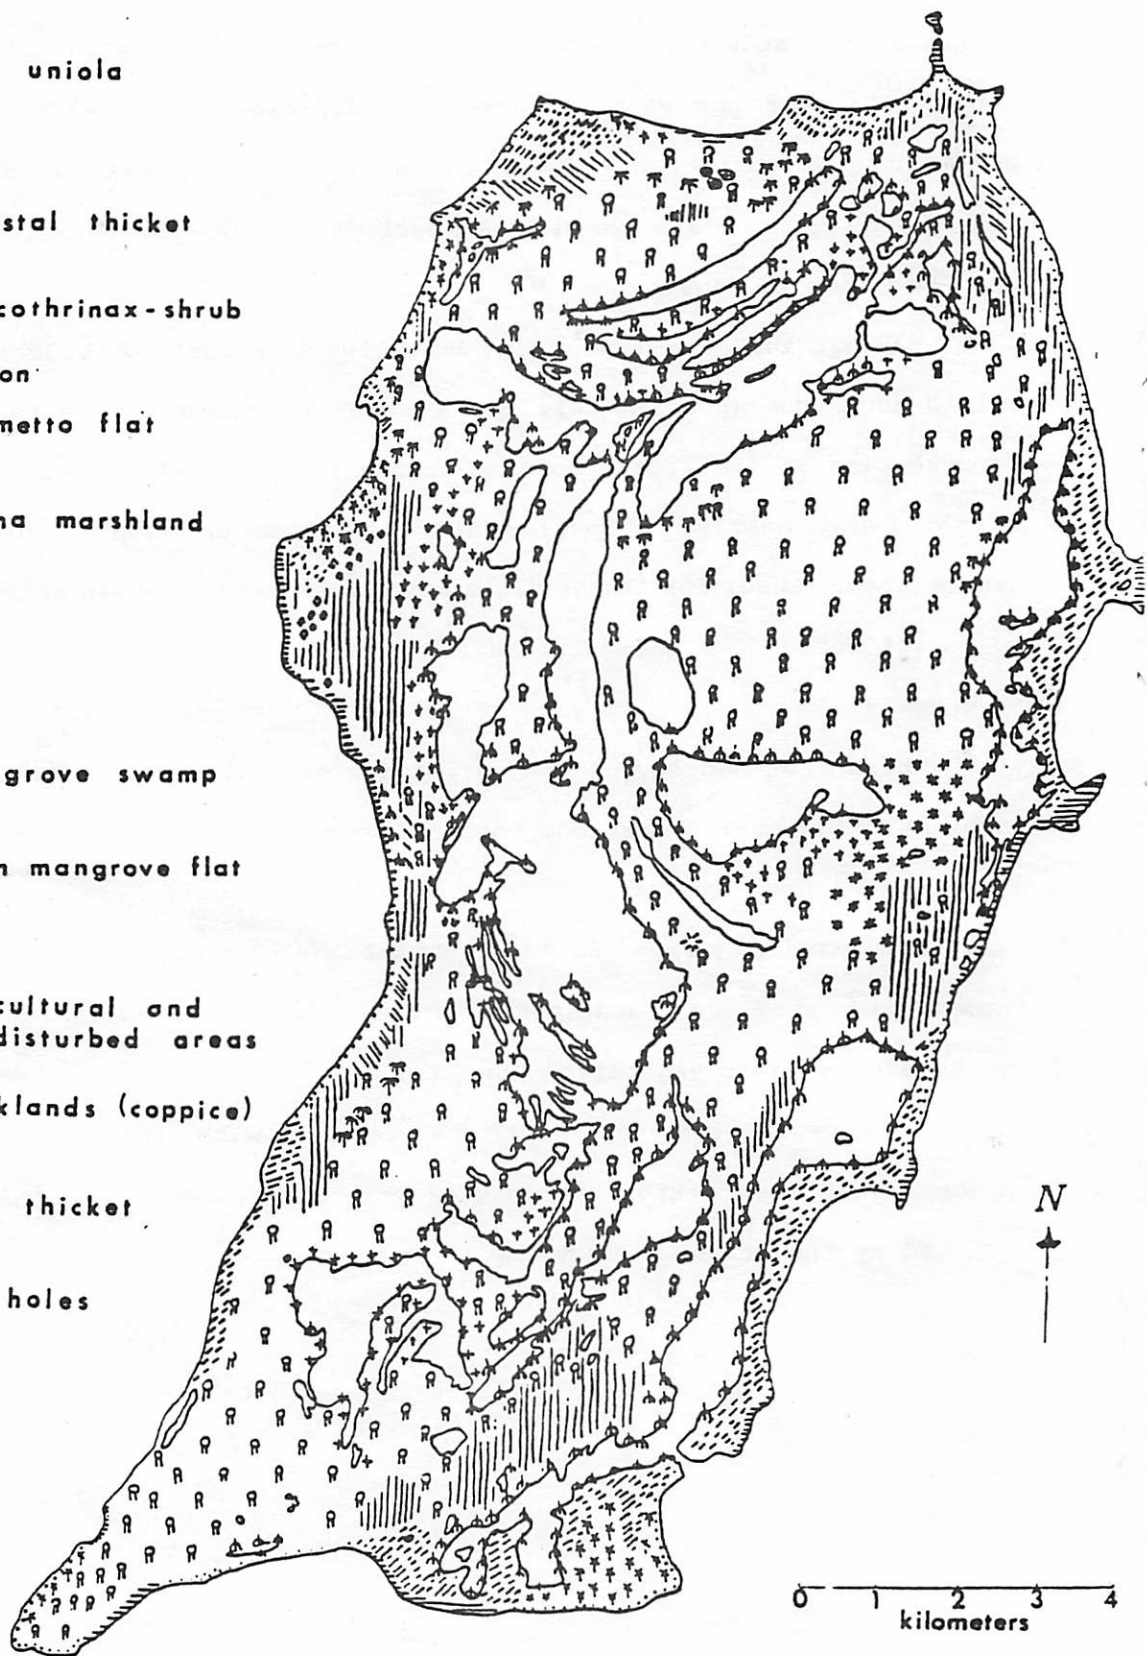 uniola
stal thicket
cothrinax-shrub
on
metto flat
na marshland
grove swamp
n mangrove flat
cultural and
disturbed areas
klands (coppice)
thicket
holes
N
0 1 2 3 4
kilometers